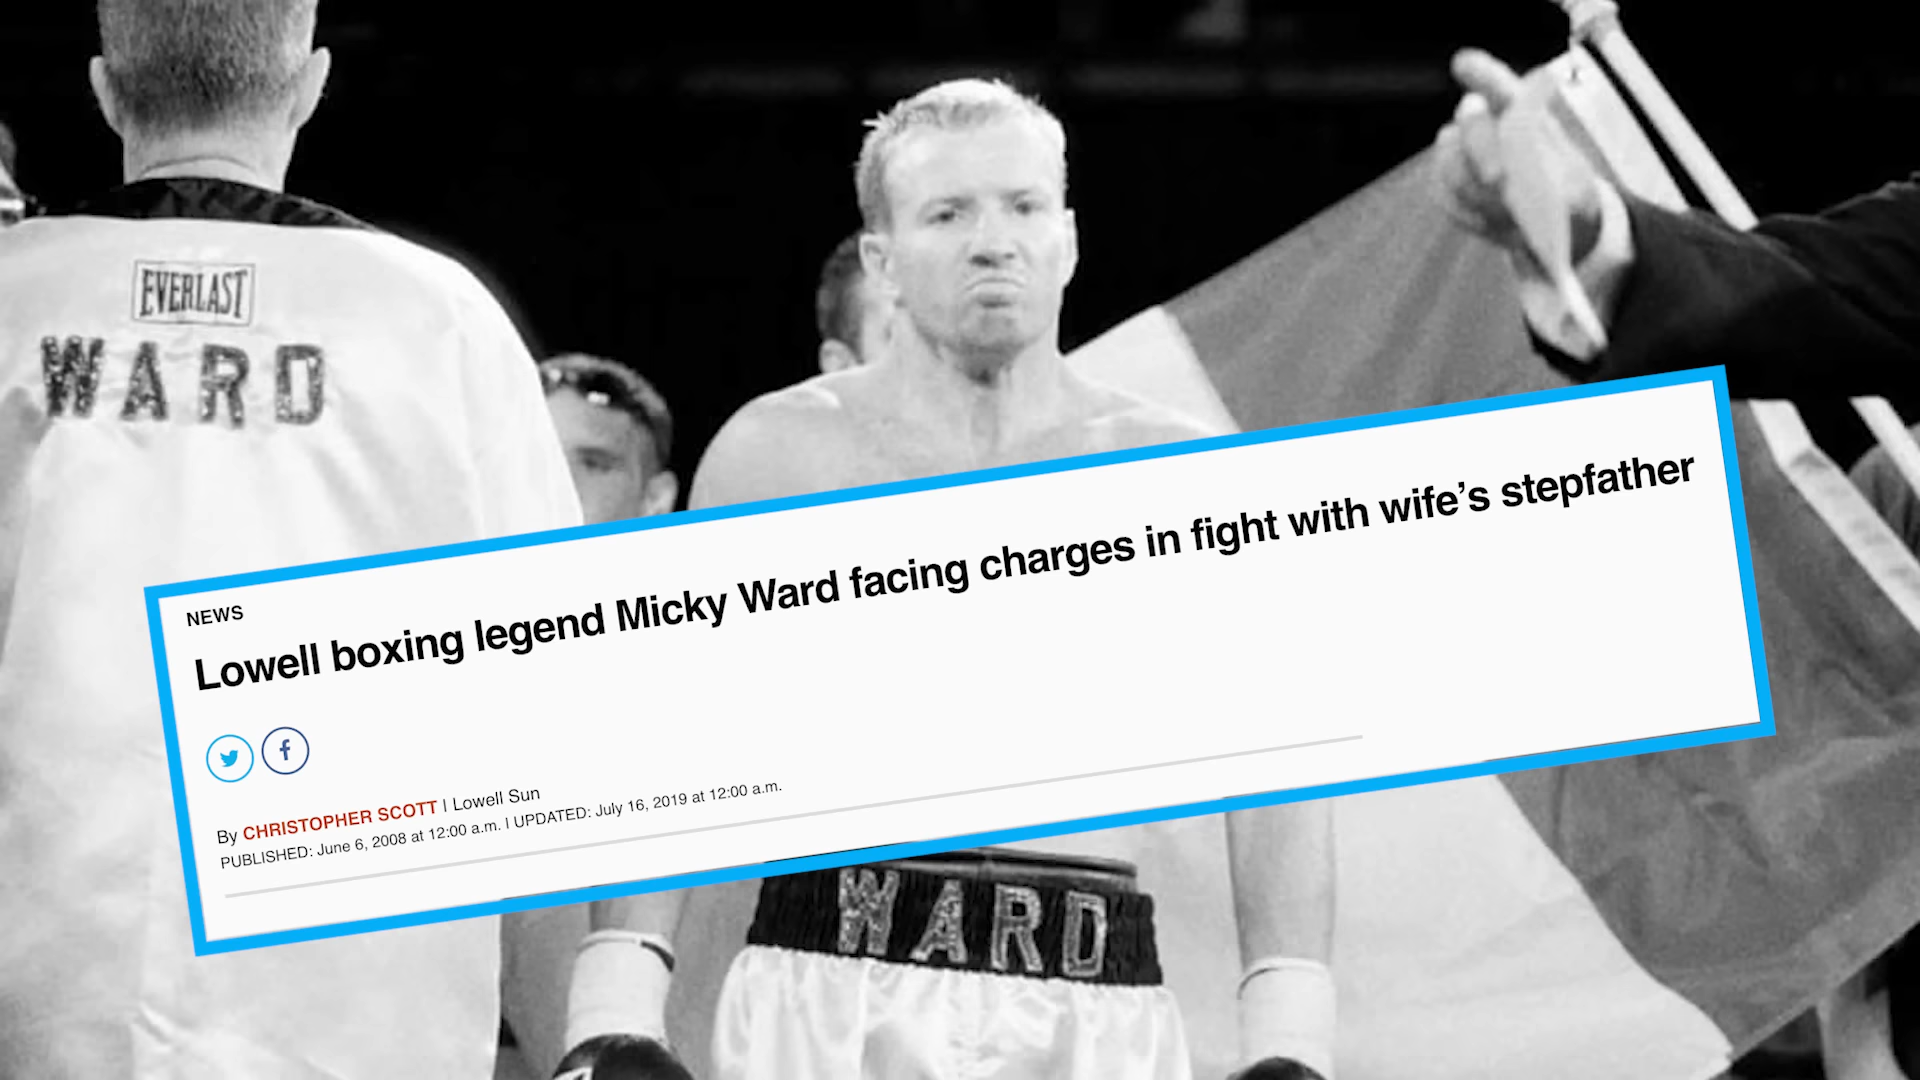 EVERLAST
WARD
NEWS
Lowell boxing legend Micky Ward facing charges in fight with wife’s stepfather
By CHRISTOPHER SCOTT | Lowell Sun
PUBLISHED: June 6, 2008 at 12:00 a.m. | UPDATED: July 16, 2019 at 12:00 a.m.
WARD